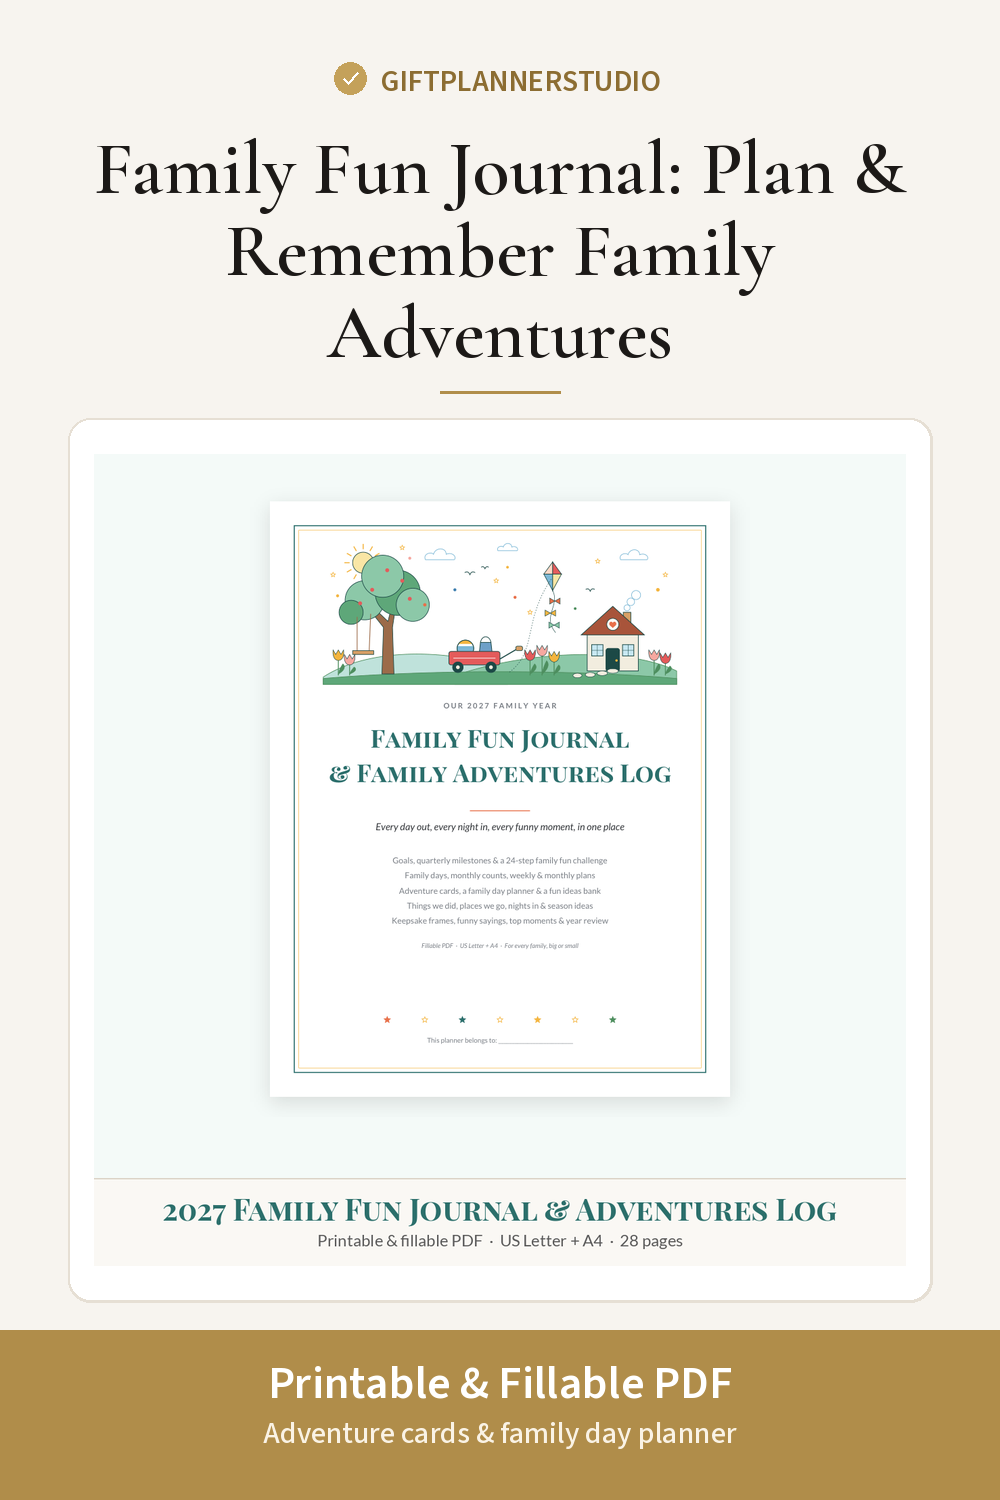 GIFTPLANNERSTUDIO
Family Fun Journal: Plan &
Remember Family
Adventures
OUR 2027 FAMILY YEAR
Family Fun Journal
& Family Adventures Log
Every day out, every night in, every funny moment, in one place
Goals, quarterly milestones & a 24-step family fun challenge
Family days, monthly counts, weekly & monthly plans
Adventure cards, a family day planner & a fun ideas bank
Things we did, places we go, nights in & season ideas
Keepsake frames, funny sayings, top moments & year review
Fillable PDF · US Letter + A4 · For every family, big or small
This planner belongs to: ____________________
2027 Family Fun Journal & Adventures Log
Printable & fillable PDF · US Letter + A4 · 28 pages
Printable & Fillable PDF
Adventure cards & family day planner